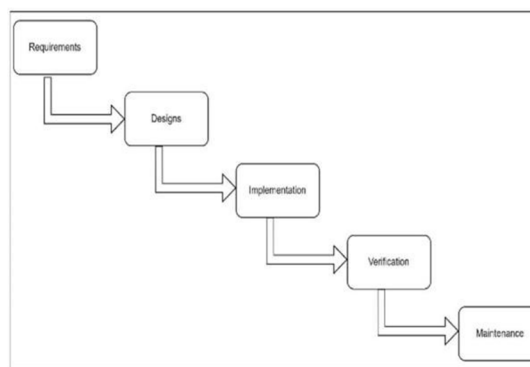 Requirements
Designs
Implementation
Verification
Maintenance